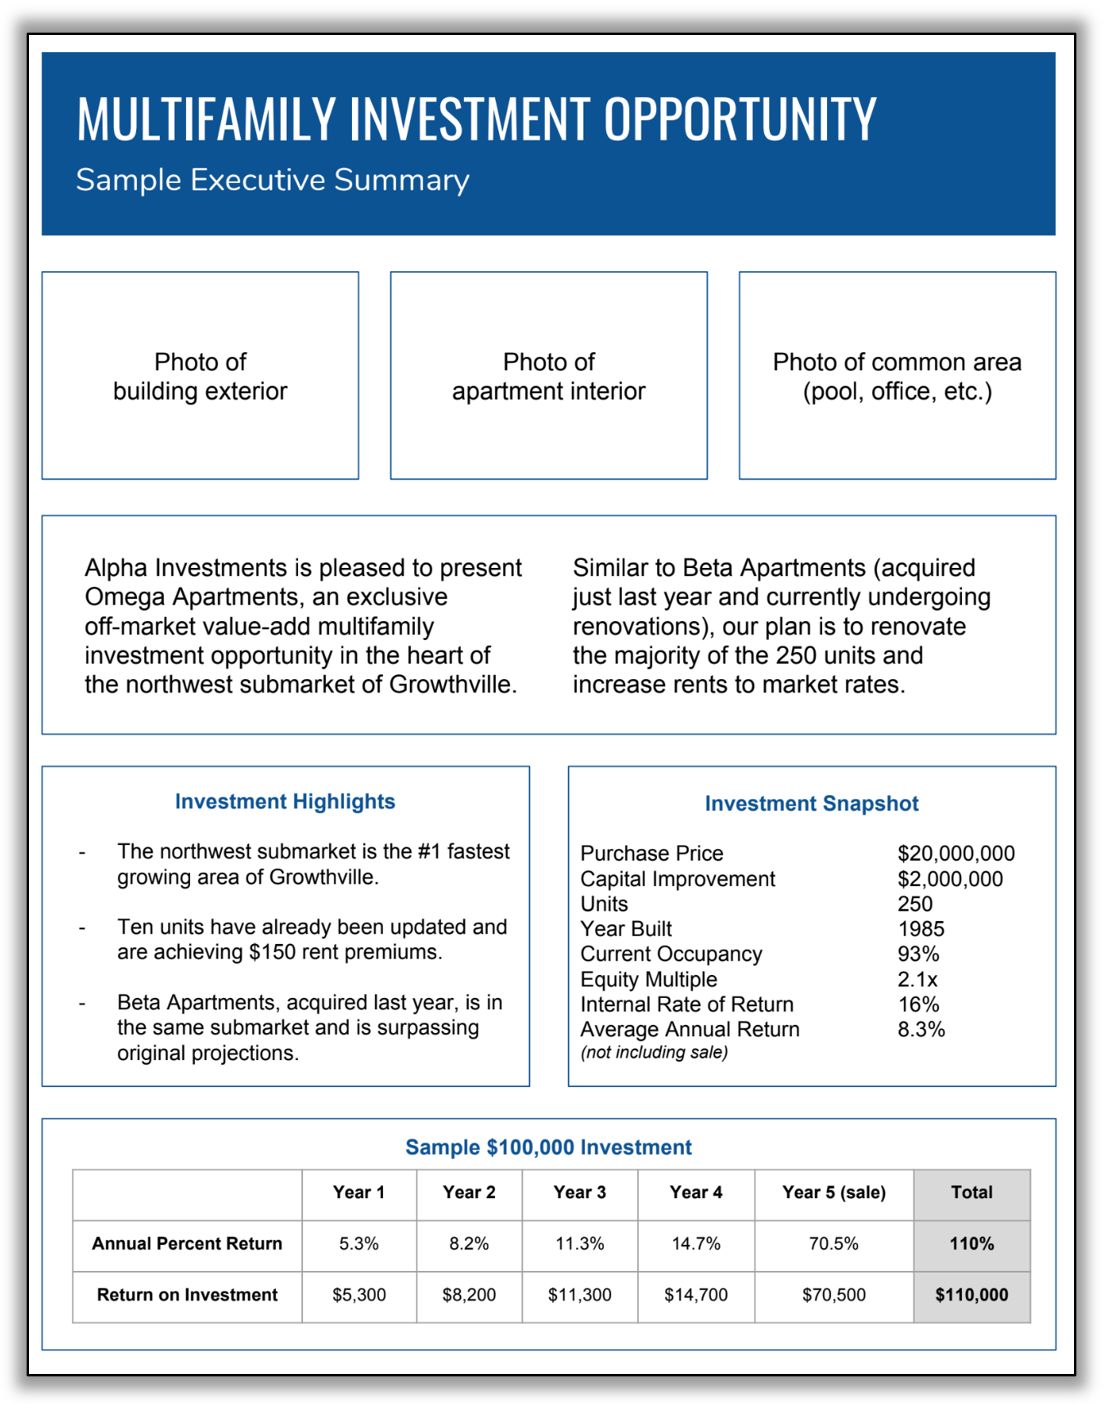 MULTIFAMILY INVESTMENT OPPORTUNITY
Sample Executive Summary
Photo of
building exterior
Photo of
apartment interior
Photo of common area
(pool, office, etc.)
Alpha Investments is pleased to present
Omega Apartments, an exclusive
off-market value-add multifamily
investment opportunity in the heart of
the northwest submarket of Growthville.
Similar to Beta Apartments (acquired
just last year and currently undergoing
renovations), our plan is to renovate
the majority of the 250 units and
increase rents to market rates.
Investment Highlights
- The northwest submarket is the #1 fastest
growing area of Growthville.
- Ten units have already been updated and
are achieving $150 rent premiums.
- Beta Apartments, acquired last year, is in
the same submarket and is surpassing
original projections.
Investment Snapshot
Purchase Price $20,000,000
Capital Improvement $2,000,000
Units 250
Year Built 1985
Current Occupancy 93%
Equity Multiple 2.1x
Internal Rate of Return 16%
Average Annual Return 8.3%
(not including sale)
Sample $100,000 Investment
Year 1 Year 2 Year 3 Year 4 Year 5 (sale) Total
Annual Percent Return 5.3% 8.2% 11.3% 14.7% 70.5% 110%
Return on Investment $5,300 $8,200 $11,300 $14,700 $70,500 $110,000